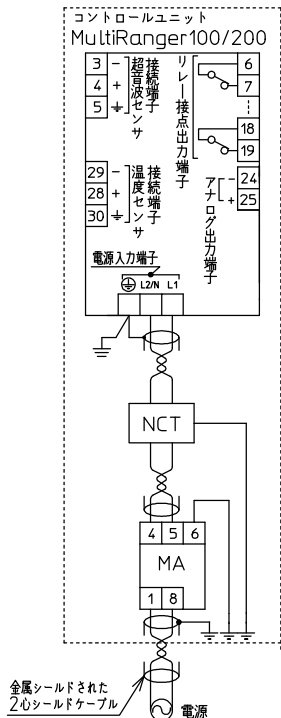 コントロールユニット
MultiRanger100/200
3 -
4 +
5 ⏚
超音波センサ
接続端子
リレー接点出力端子
6
7
18
19
29 -
28 +
30 ⏚
温度センサ
接続端子
アナログ出力端子
- 24
+ 25
電源入力端子
L2/N L1
NCT
4 5 6
MA
1 8
金属シールドされた
2心シールドケーブル
電源